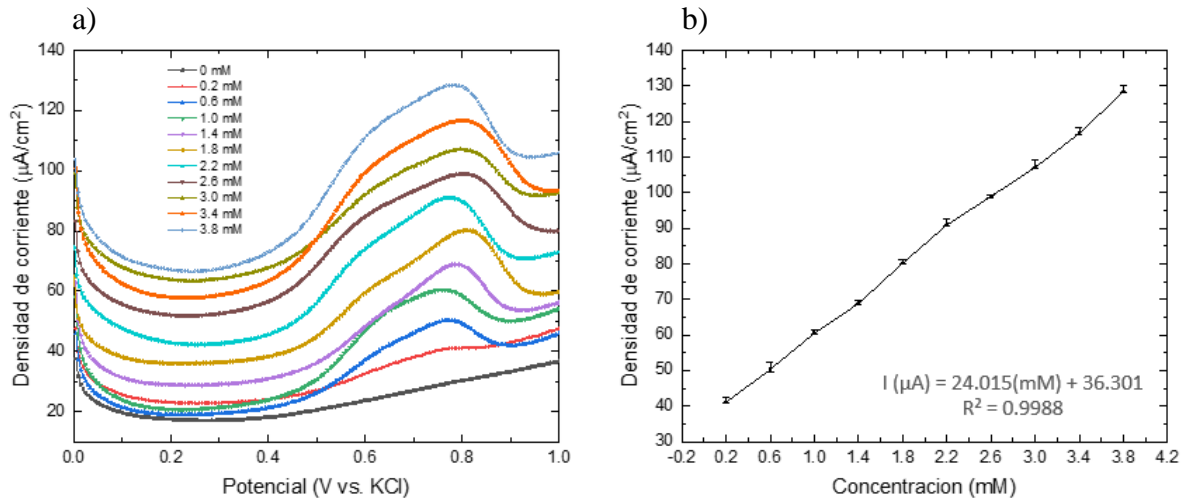 a)
140
120
100
80
60
40
20
0.0 0.2 0.4 0.6 0.8 1.0
Densidad de corriente (µA/cm²)
Potencial (V vs. KCl)
0 mM
0.2 mM
0.6 mM
1.0 mM
1.4 mM
1.8 mM
2.2 mM
2.6 mM
3.0 mM
3.4 mM
3.8 mM
b)
140
130
120
110
100
90
80
70
60
50
40
30
-0.2 0.2 0.6 1.0 1.4 1.8 2.2 2.6 3.0 3.4 3.8 4.2
Densidad de corriente (µA/cm²)
Concentracion (mM)
I (µA) = 24.015(mM) + 36.301
R² = 0.9988